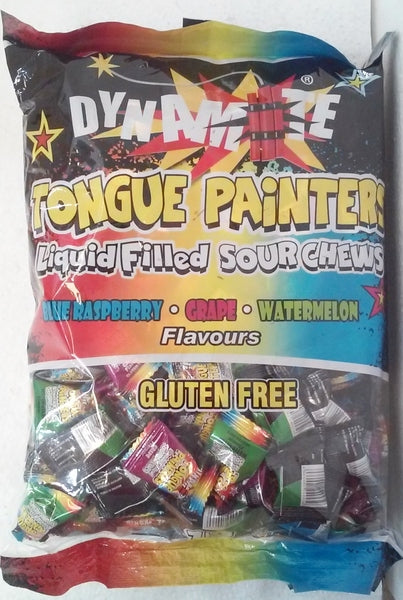 DYNAMITE ®
TONGUE PAINTERS
Liquid Filled SOUR CHEWS
BLUE RASPBERRY • GRAPE • WATERMELON
Flavours
GLUTEN FREE